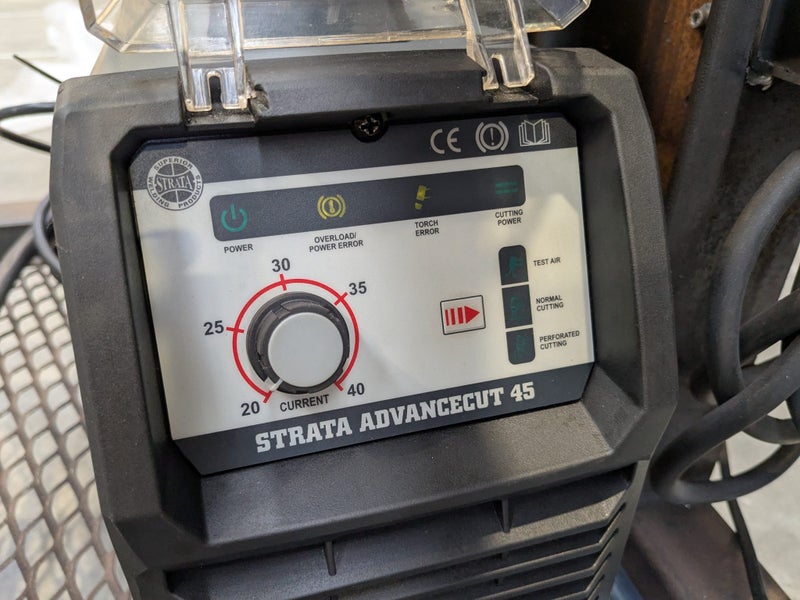 CE
SUPERIOR
STRATA
WELDING PRODUCTS
POWER
OVERLOAD/
POWER ERROR
TORCH
ERROR
CUTTING
POWER
TEST AIR
NORMAL
CUTTING
PERFORATED
CUTTING
30
25
35
20
40
CURRENT
STRATA ADVANCECUT 45